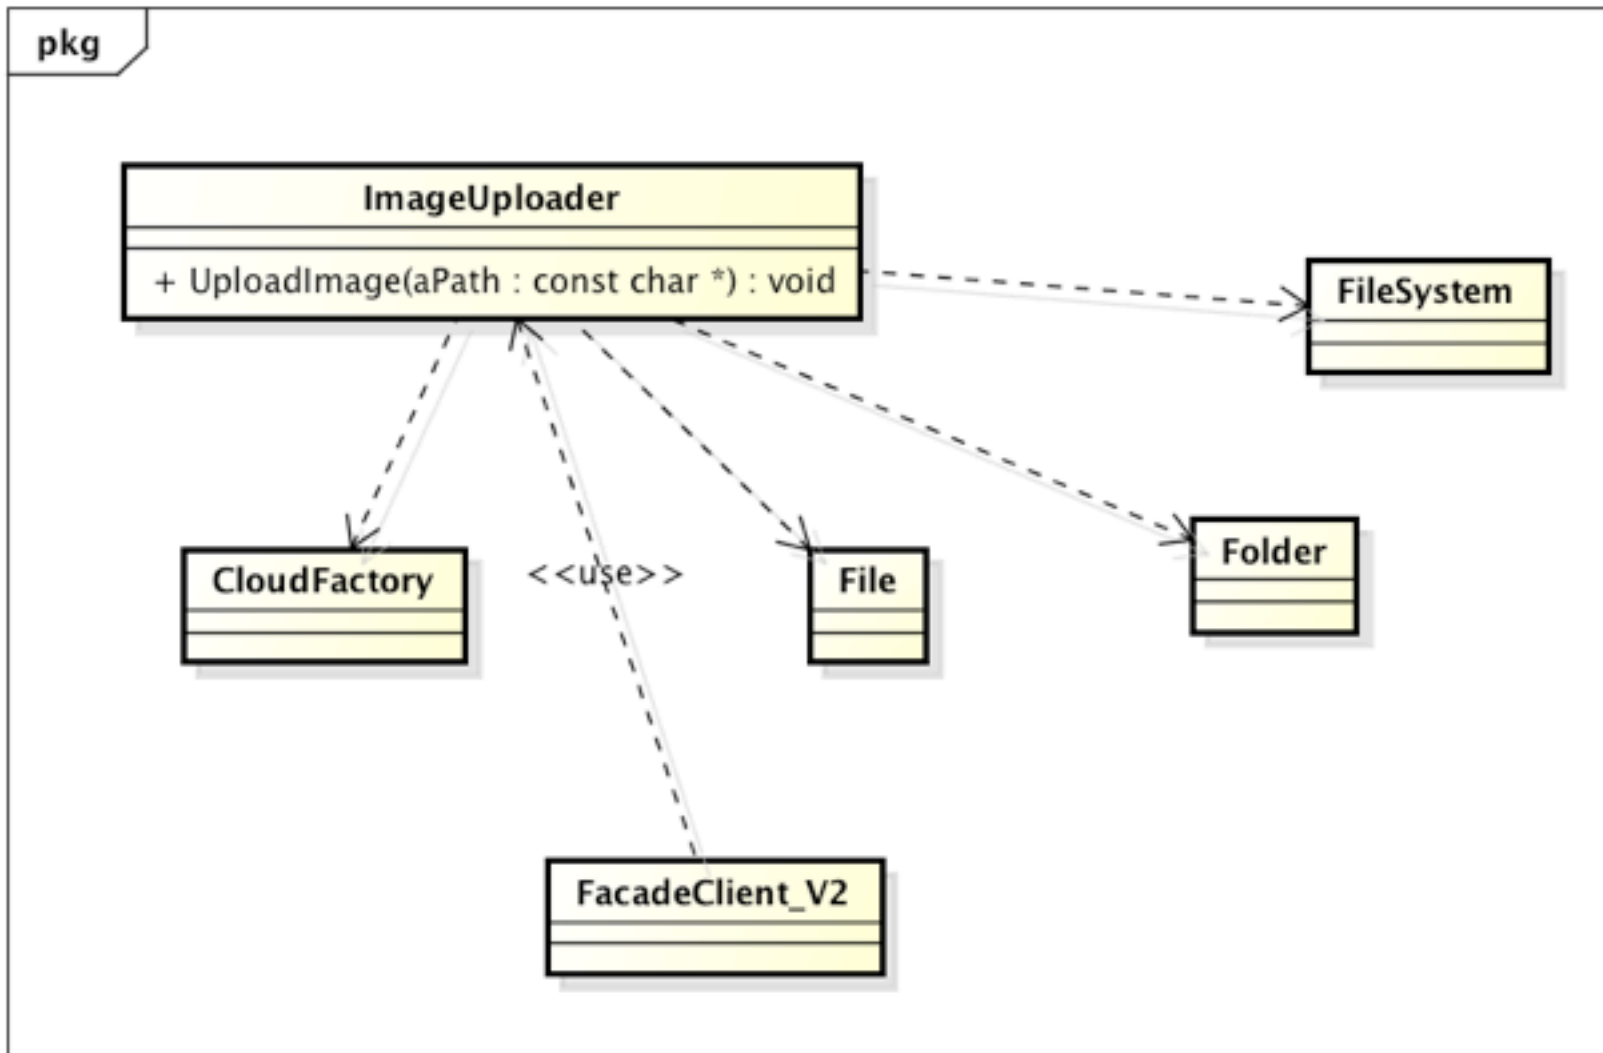 pkg
ImageUploader
+ UploadImage(aPath : const char *) : void
FileSystem
Folder
CloudFactory
<<use>>
File
FacadeClient_V2